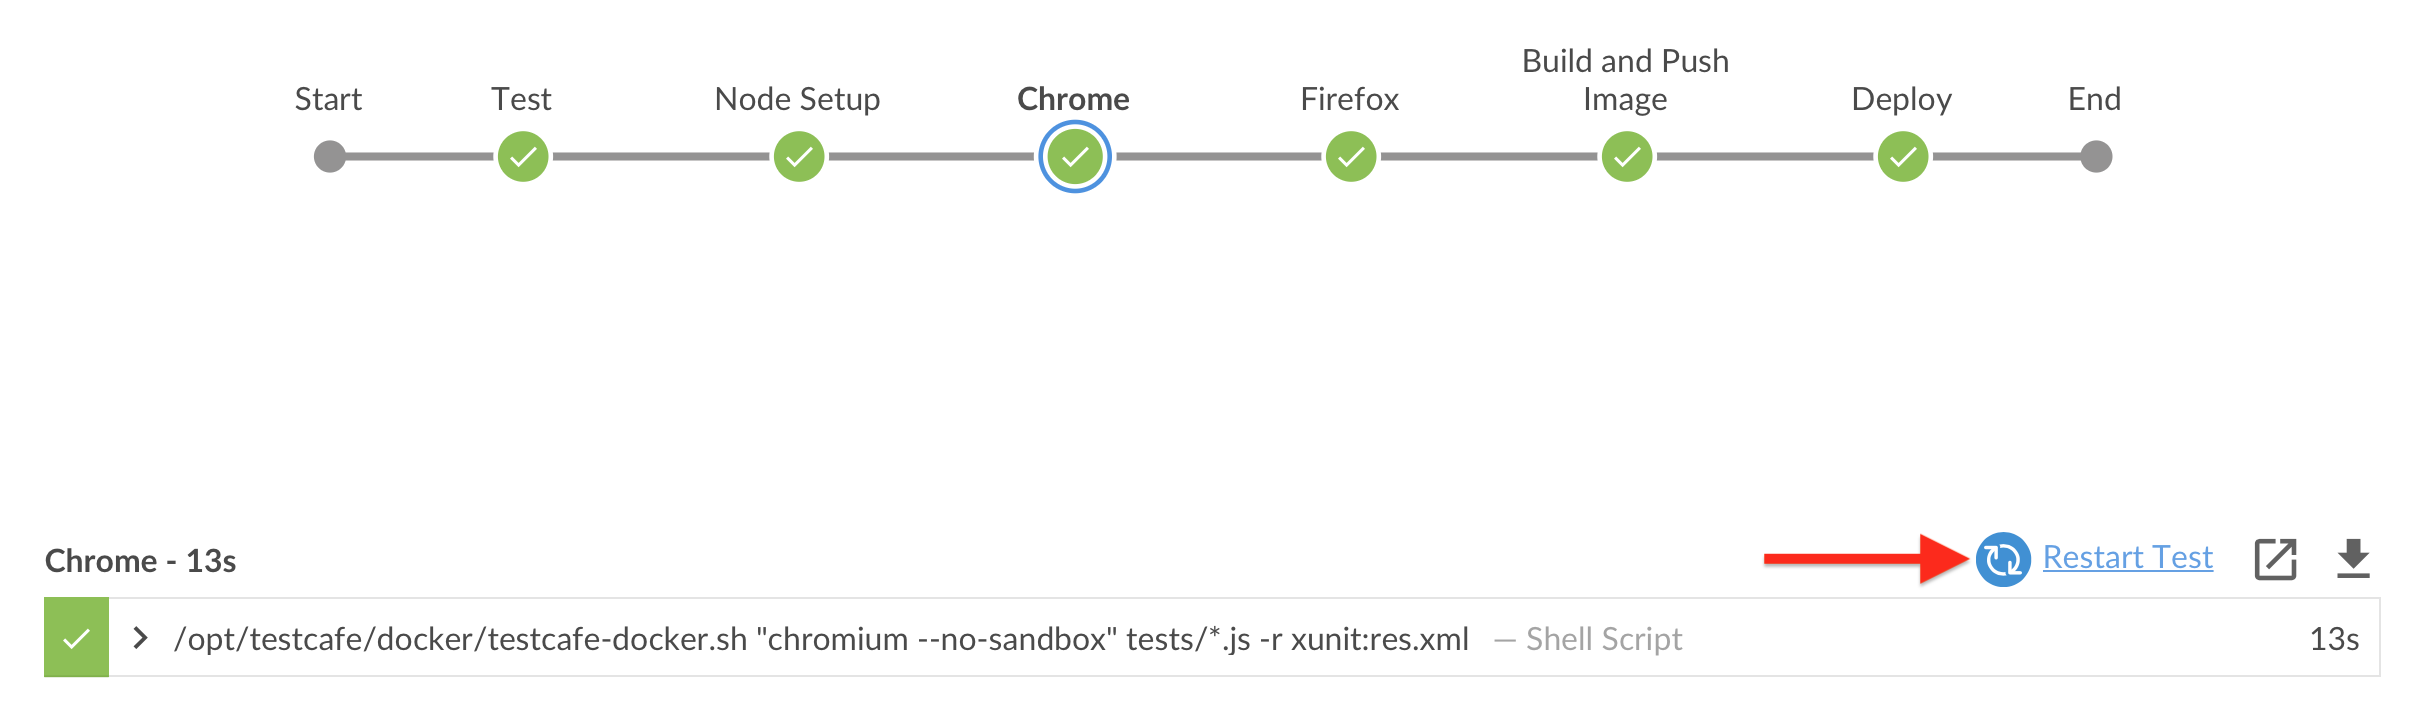 Start
Test
Node Setup
Chrome
Firefox
Build and Push
Image
Deploy
End
Chrome - 13s
Restart Test
/opt/testcafe/docker/testcafe-docker.sh "chromium --no-sandbox" tests/*.js -r xunit:res.xml — Shell Script
13s